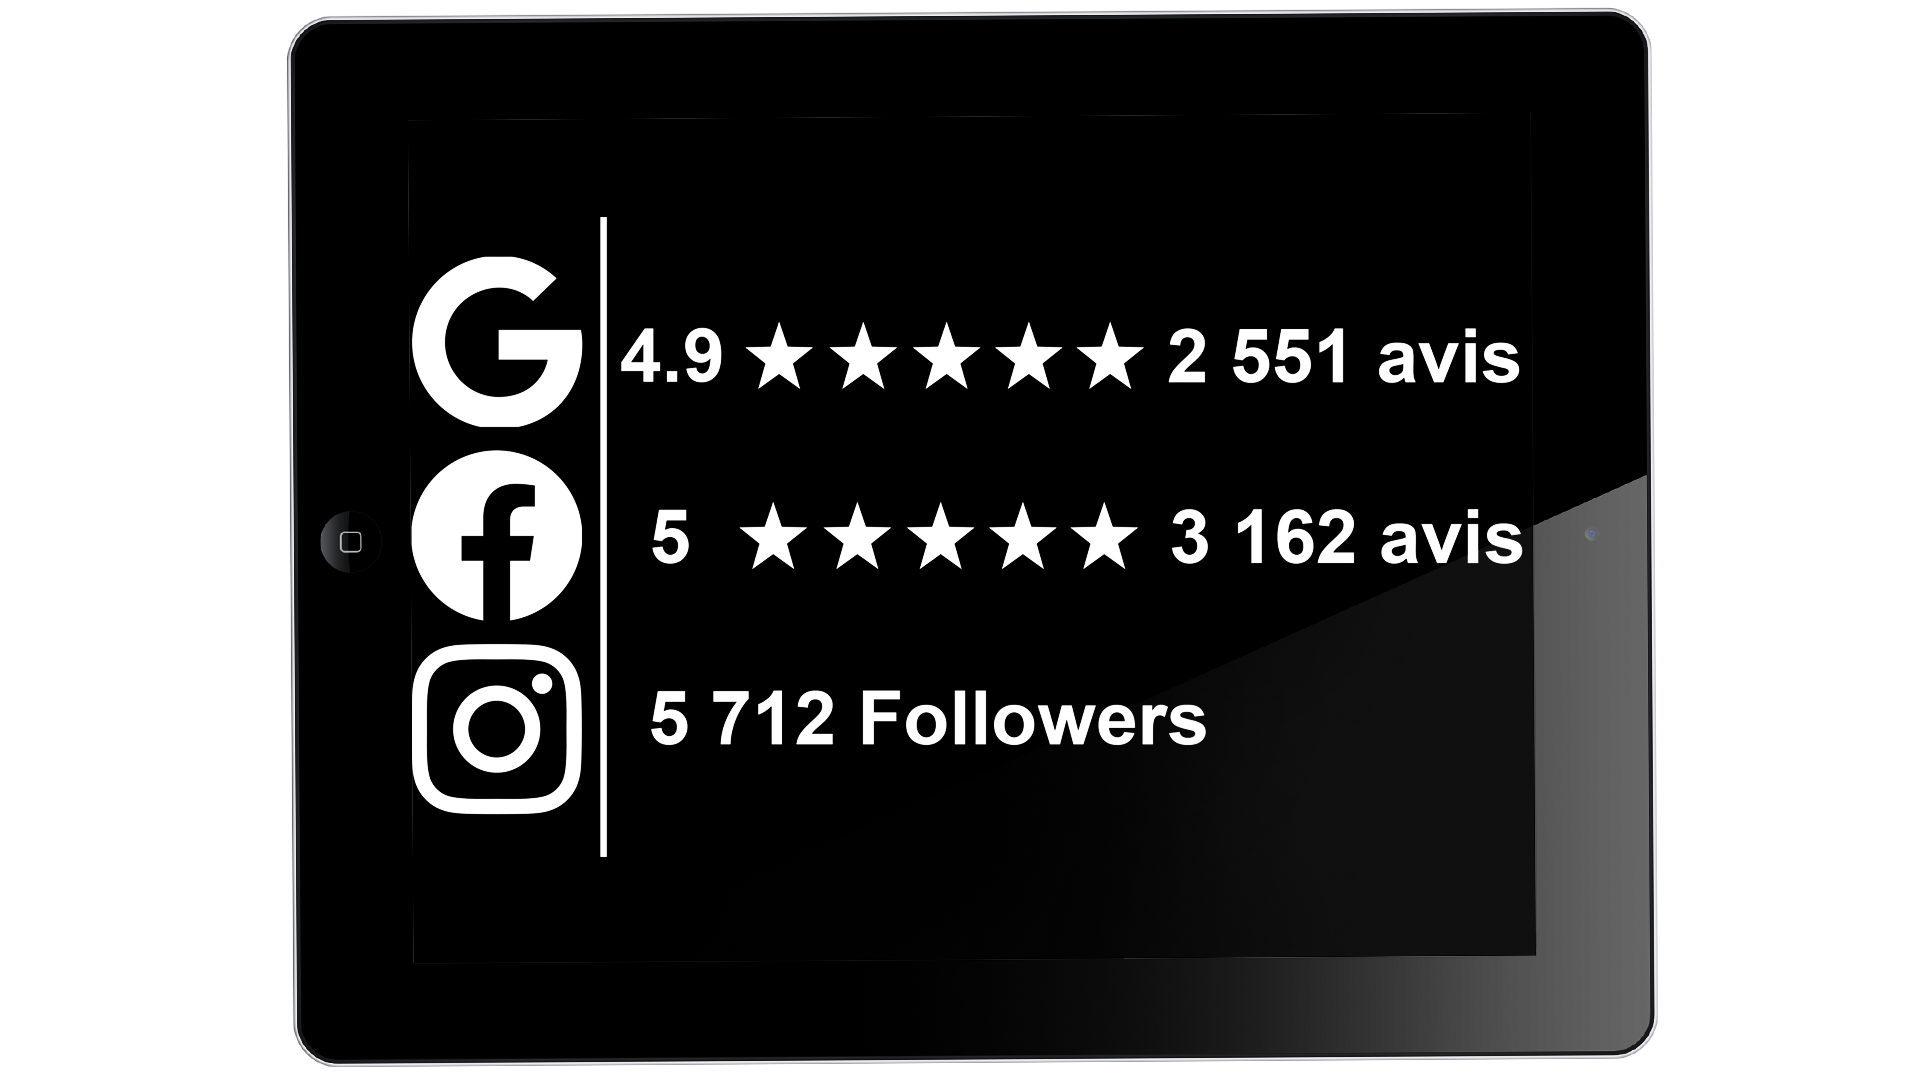 4.9 ★★★★★ 2 551 avis
5 ★★★★★ 3 162 avis
5 712 Followers